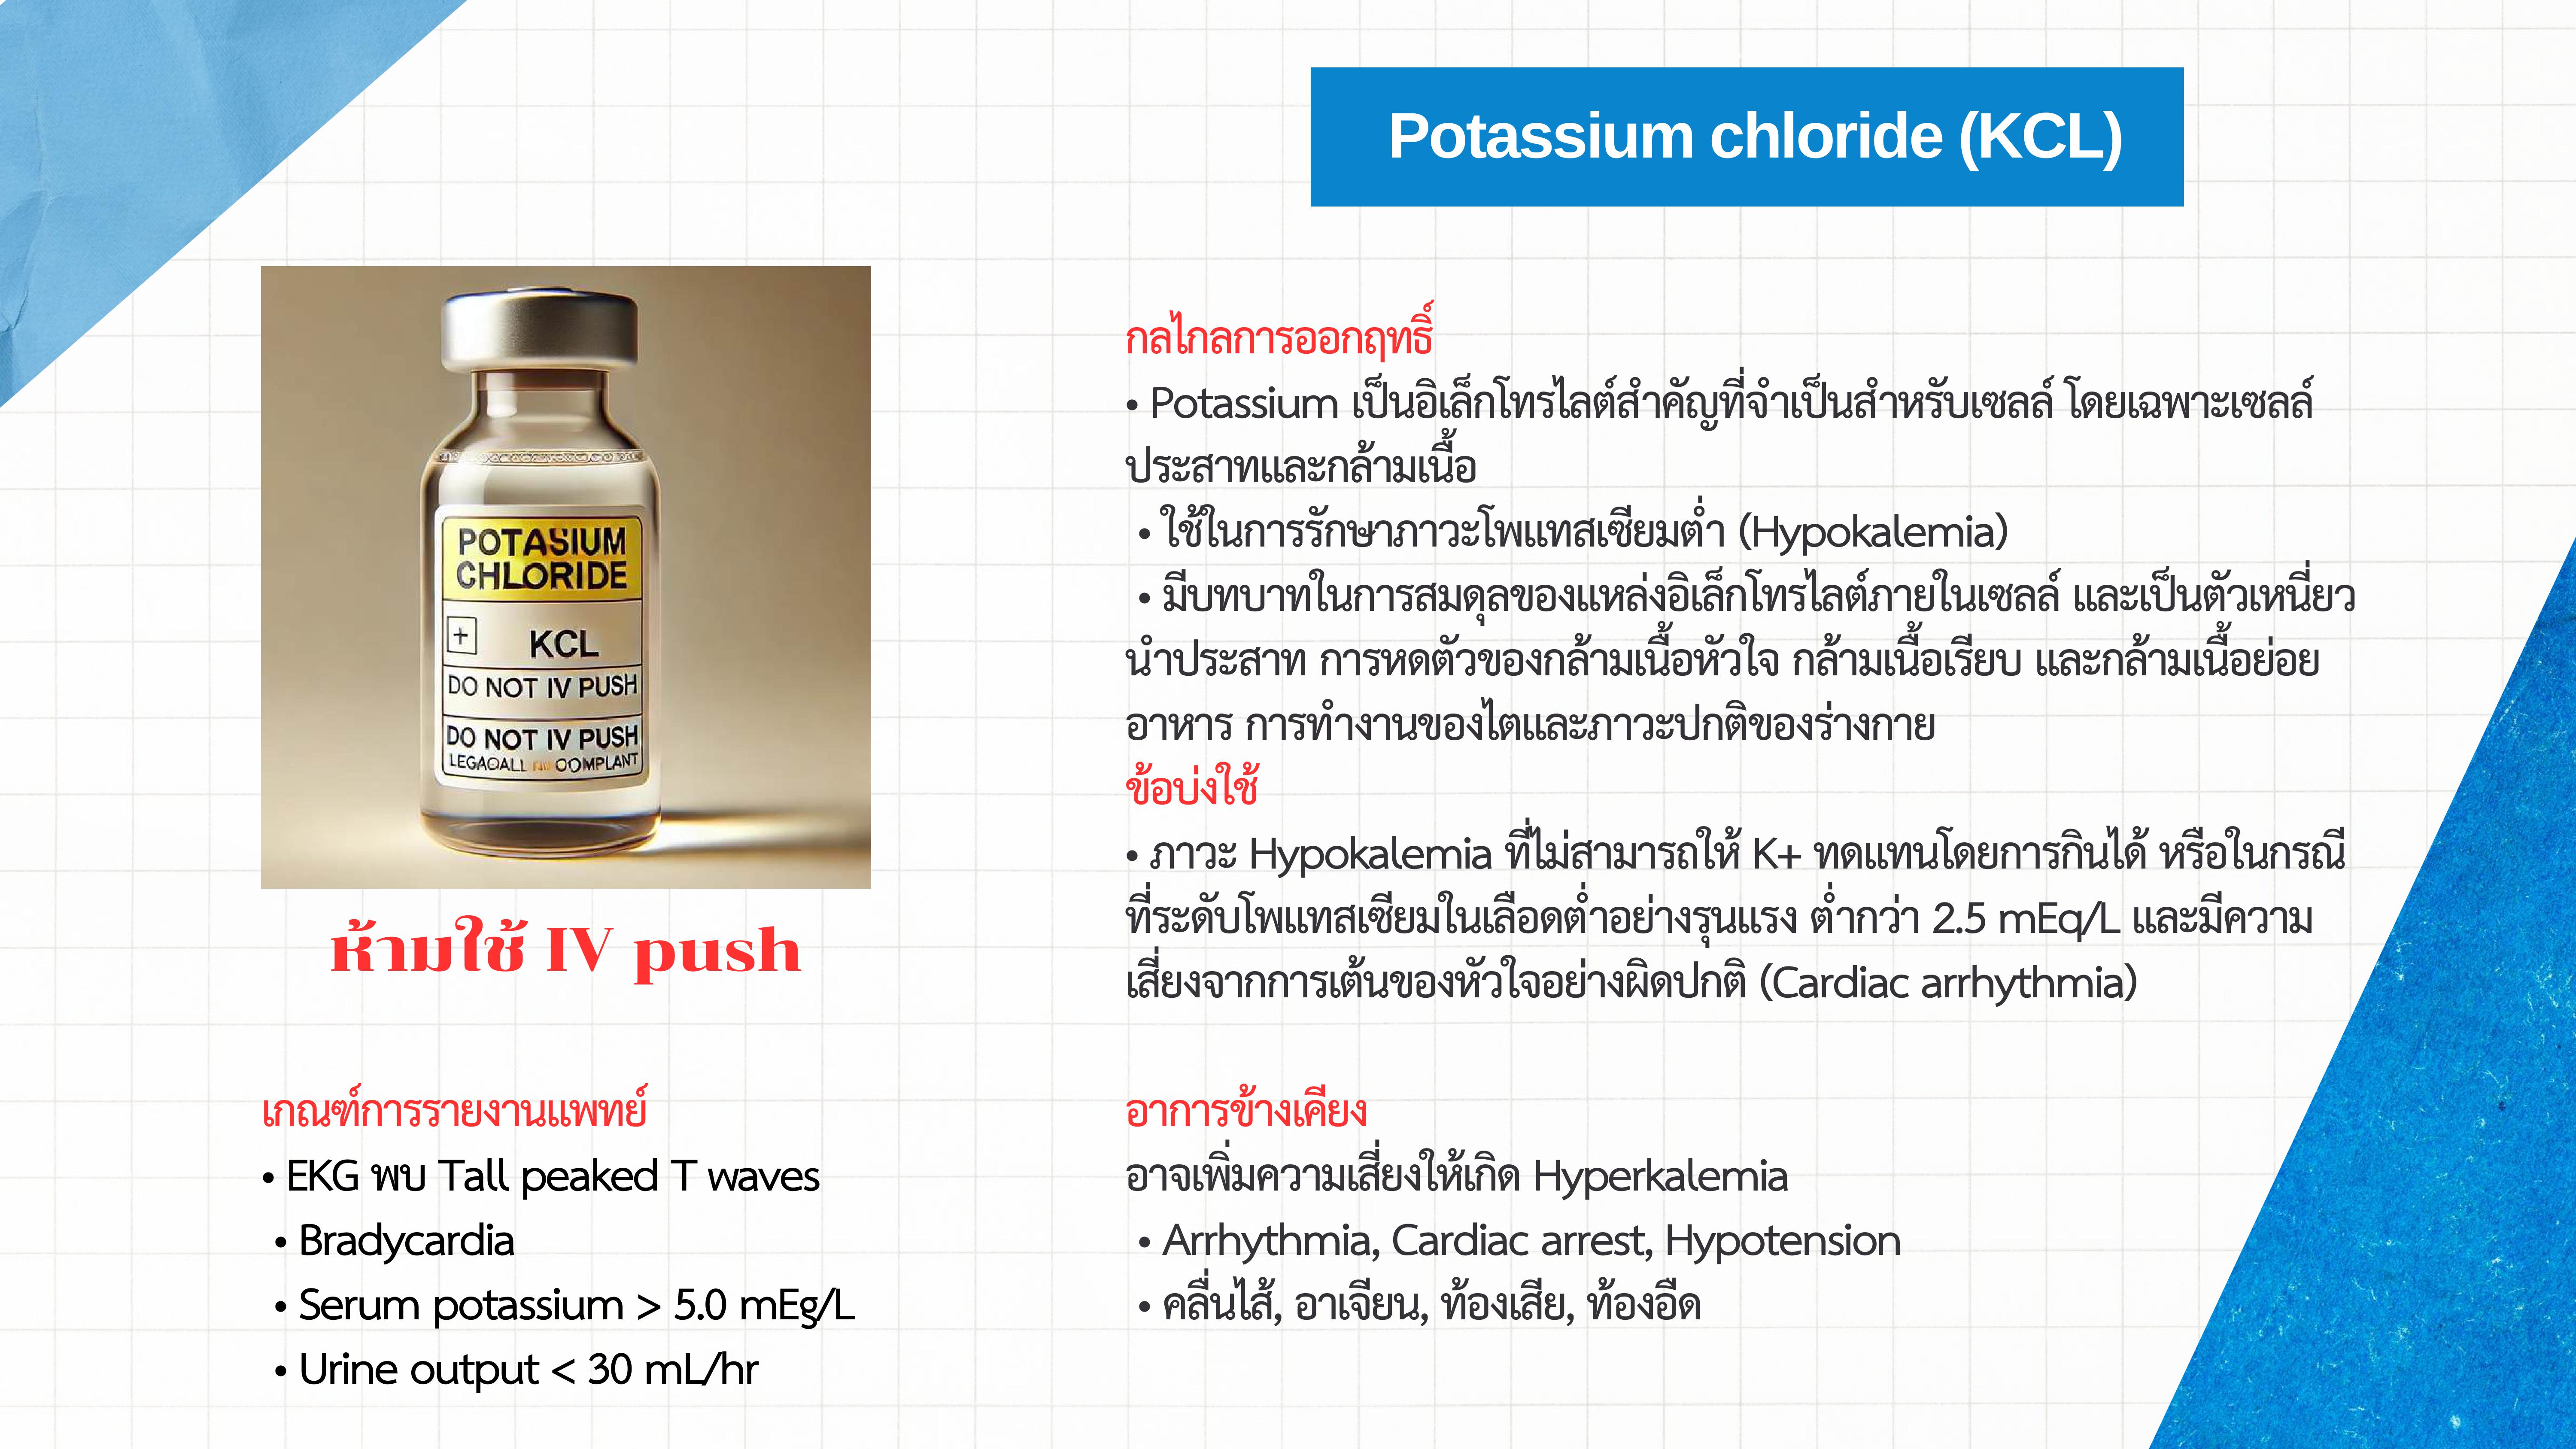 Potassium chloride (KCL)
POTASIUM
CHLORIDE
+
KCL
DO NOT IV PUSH
DO NOT IV PUSH
COMPLANT
ห้ามใช้ IV push
เกณฑ์การรายงานแพทย์
• EKG พบ Tall peaked T waves
• Bradycardia
• Serum potassium > 5.0 mEg/L
• Urine output < 30 mL/hr
กลไกลการออกฤทธิ์
• Potassium เป็นอิเล็กโทรไลต์สำคัญที่จำเป็นสำหรับเซลล์ โดยเฉพาะเซลล์
ประสาทและกล้ามเนื้อ
• ใช้ในการรักษาภาวะโพแทสเซียมต่ำ (Hypokalemia)
• มีบทบาทในการสมดุลของแหล่งอิเล็กโทรไลต์ภายในเซลล์ และเป็นตัวเหนี่ยว
นำประสาท การหดตัวของกล้ามเนื้อหัวใจ กล้ามเนื้อเรียบ และกล้ามเนื้อย่อย
อาหาร การทำงานของไตและภาวะปกติของร่างกาย
ข้อบ่งใช้
• ภาวะ Hypokalemia ที่ไม่สามารถให้ K+ ทดแทนโดยการกินได้ หรือในกรณี
ที่ระดับโพแทสเซียมในเลือดต่ำอย่างรุนแรง ต่ำกว่า 2.5 mEq/L และมีความ
เสี่ยงจากการเต้นของหัวใจอย่างผิดปกติ (Cardiac arrhythmia)
อาการข้างเคียง
อาจเพิ่มความเสี่ยงให้เกิด Hyperkalemia
• Arrhythmia, Cardiac arrest, Hypotension
• คลื่นไส้, อาเจียน, ท้องเสีย, ท้องอืด